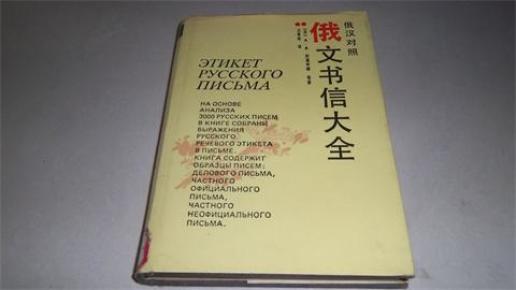 俄汉对照
俄文书信大全
ЭТИКЕТ
РУССКОГО
ПИСЬМА
НА ОСНОВЕ
АНАЛИЗА
3000 РУССКИХ ПИСЕМ
В КНИГЕ СОБРАНЫ
ВЫРАЖЕНИЯ
РУССКОГО
РЕЧЕВОГО ЭТИКЕТА
В ПИСЬМЕ.
КНИГА СОДЕРЖИТ
ОБРАЗЦЫ ПИСЕМ:
ДЕЛОВОГО ПИСЬМА,
ЧАСТНОГО
ОФИЦИАЛЬНОГО
ПИСЬМА,
ЧАСТНОГО
НЕОФИЦИАЛЬНОГО
ПИСЬМА.